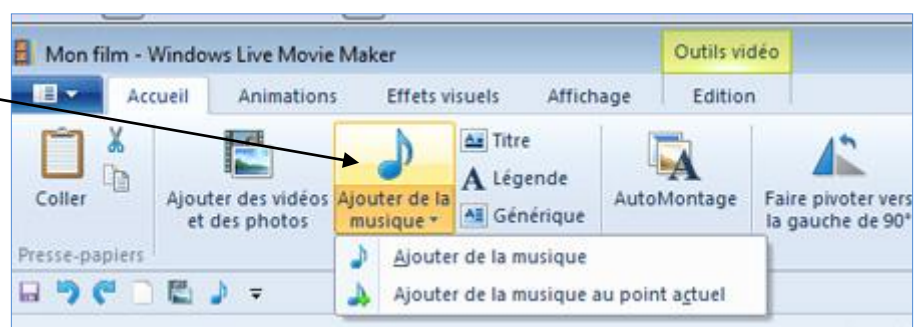 Mon film - Windows Live Movie Maker
Outils vidéo
Accueil Animations Effets visuels Affichage Edition
Coller
Ajouter des vidéos
et des photos
Ajouter de la
musique
Titre
Légende
Générique
AutoMontage
Faire pivoter vers
la gauche de 90°
Presse-papiers
Ajouter de la musique
Ajouter de la musique au point actuel